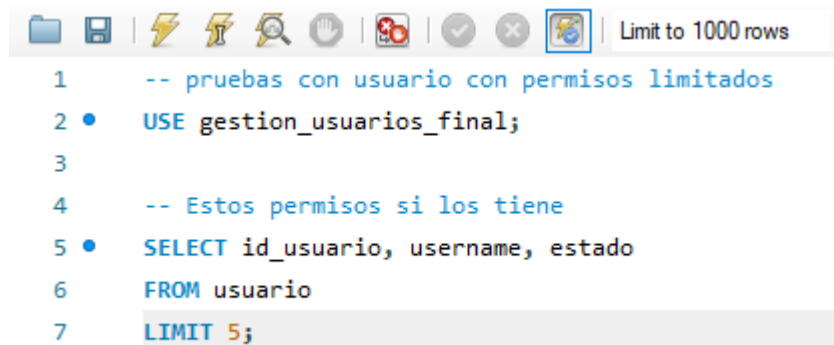 Limit to 1000 rows
1 -- pruebas con usuario con permisos limitados
2 USE gestion_usuarios_final;
3
4 -- Estos permisos si los tiene
5 SELECT id_usuario, username, estado
6 FROM usuario
7 LIMIT 5;